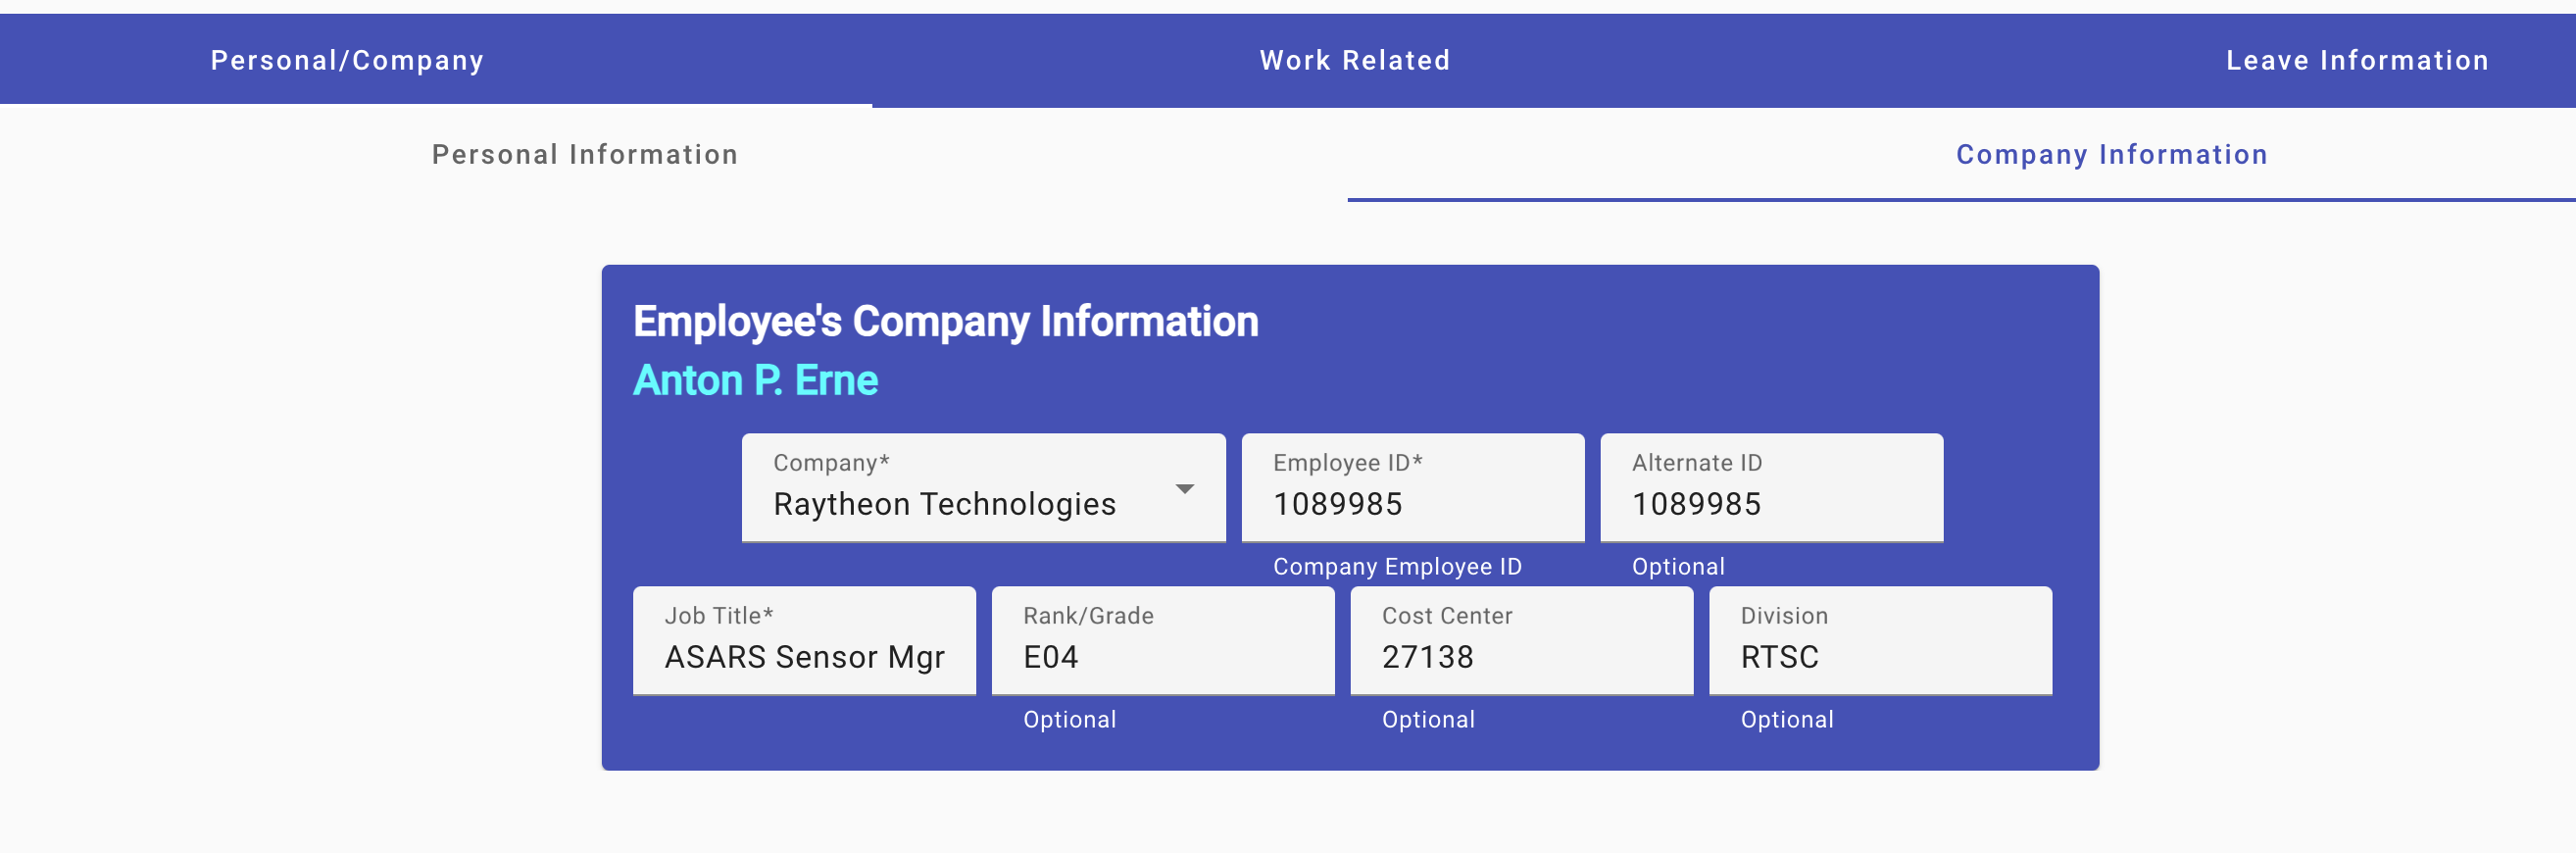 Personal/Company Work Related Leave Information
Personal Information Company Information
Employee's Company Information
Anton P. Erne
Company* Employee ID* Alternate ID
Raytheon Technologies 1089985 1089985
Company Employee ID Optional
Job Title* Rank/Grade Cost Center Division
ASARS Sensor Mgr E04 27138 RTSC
Optional Optional Optional